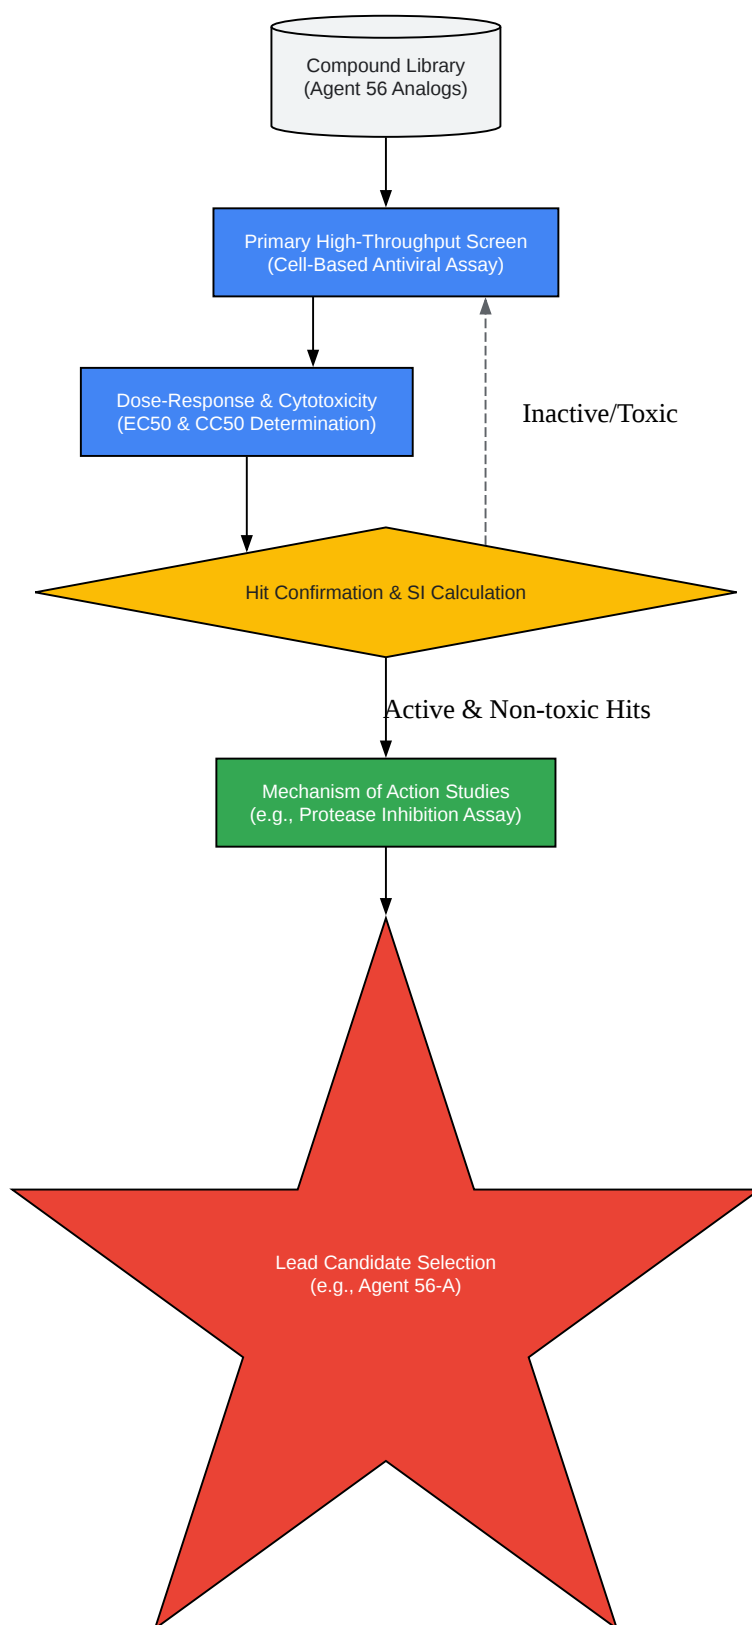 Compound Library
(Agent 56 Analogs)
Primary High-Throughput Screen
(Cell-Based Antiviral Assay)
Dose-Response & Cytotoxicity
(EC50 & CC50 Determination)
Inactive/Toxic
Hit Confirmation & SI Calculation
Active & Non-toxic Hits
Mechanism of Action Studies
(e.g., Protease Inhibition Assay)
Lead Candidate Selection
(e.g., Agent 56-A)